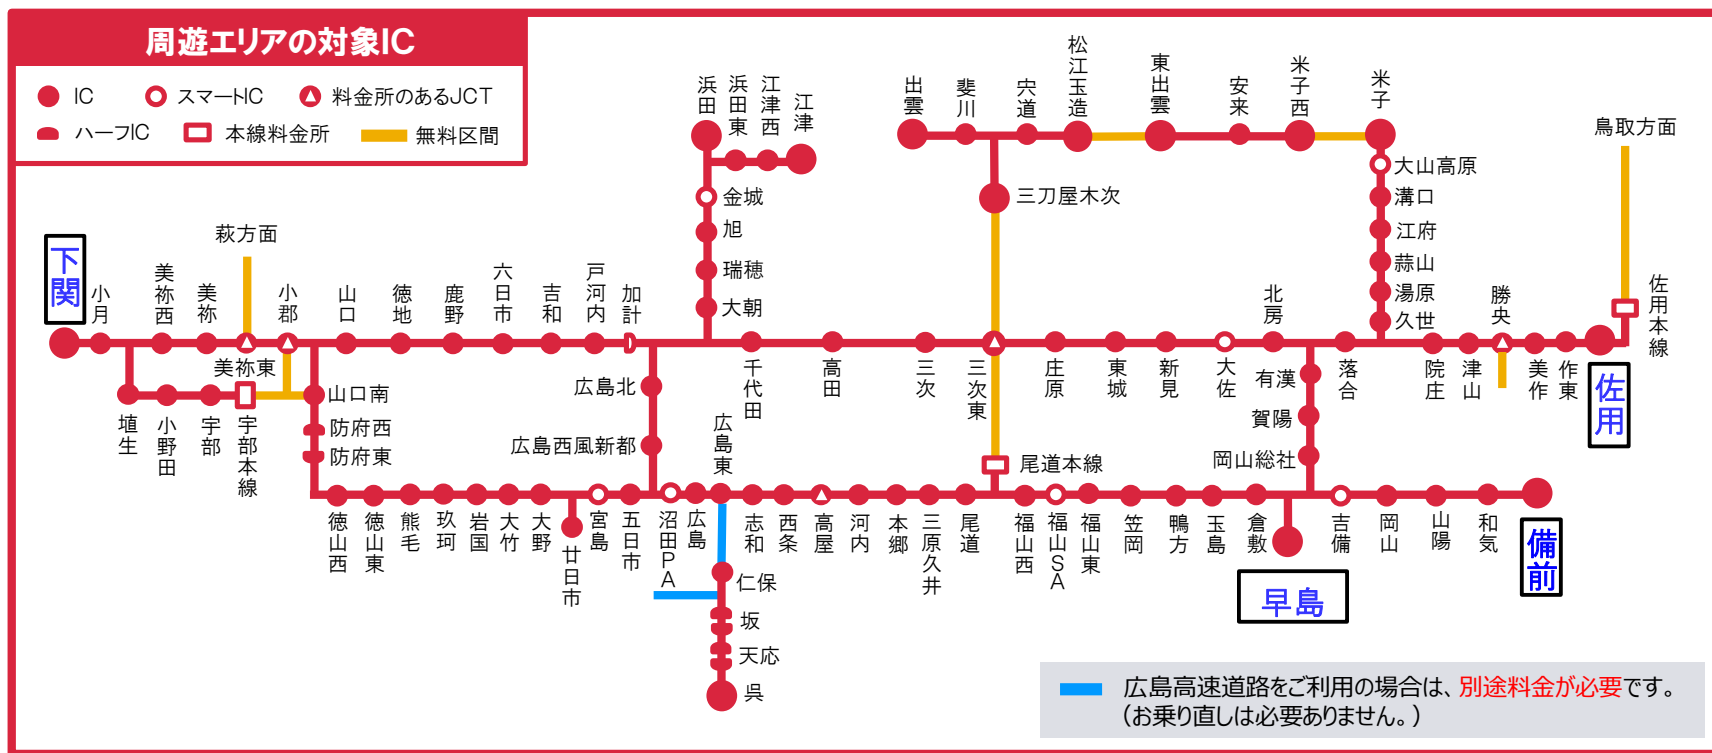 周遊エリアの対象IC
IC
スマートIC
料金所のあるJCT
ハーフIC
本線料金所
無料区間
浜田
浜田東
江津西
江津
出雲
斐川
宍道
松江玉造
東出雲
安来
米子西
米子
鳥取方面
大山高原
金城
三刀屋木次
溝口
旭
江府
萩方面
瑞穂
蒜山
大朝
湯原
久世
佐用本線
下関
小月
美祢西
美祢
小郡
山口
徳地
鹿野
六日市
吉和
戸河内
加計
北房
勝央
美祢東
千代田
高田
三次
三次東
庄原
東城
新見
大佐
落合
院庄
津山
美作
作東
佐用
埴生
小野田
宇部
宇部本線
山口南
防府西
防府東
広島北
広島西風新都
広島東
尾道本線
有漢
賀陽
岡山総社
徳山西
徳山東
熊毛
玖珂
岩国
大竹
大野
廿日市
宮島
五日市
沼田PA
広島
志和
西条
高屋
河内
本郷
三原久井
尾道
福山西
福山SA
福山東
笠岡
鴨方
玉島
倉敷
早島
吉備
岡山
山陽
和気
備前
仁保
坂
天応
呉
広島高速道路をご利用の場合は、別途料金が必要です。
（お乗り直しは必要ありません。）